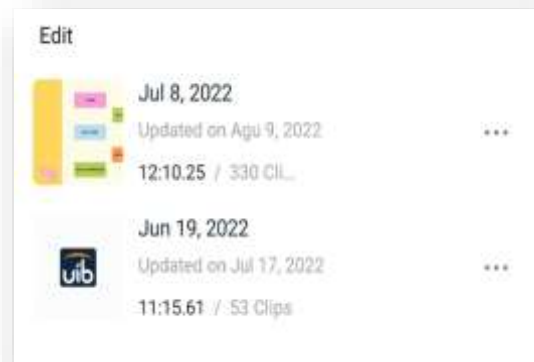 Edit
Jul 8, 2022
Updated on Agu 9, 2022
12:10.25 / 330 Cli...
Jun 19, 2022
Updated on Jul 17, 2022
uib
11:15.61 / 53 Clips